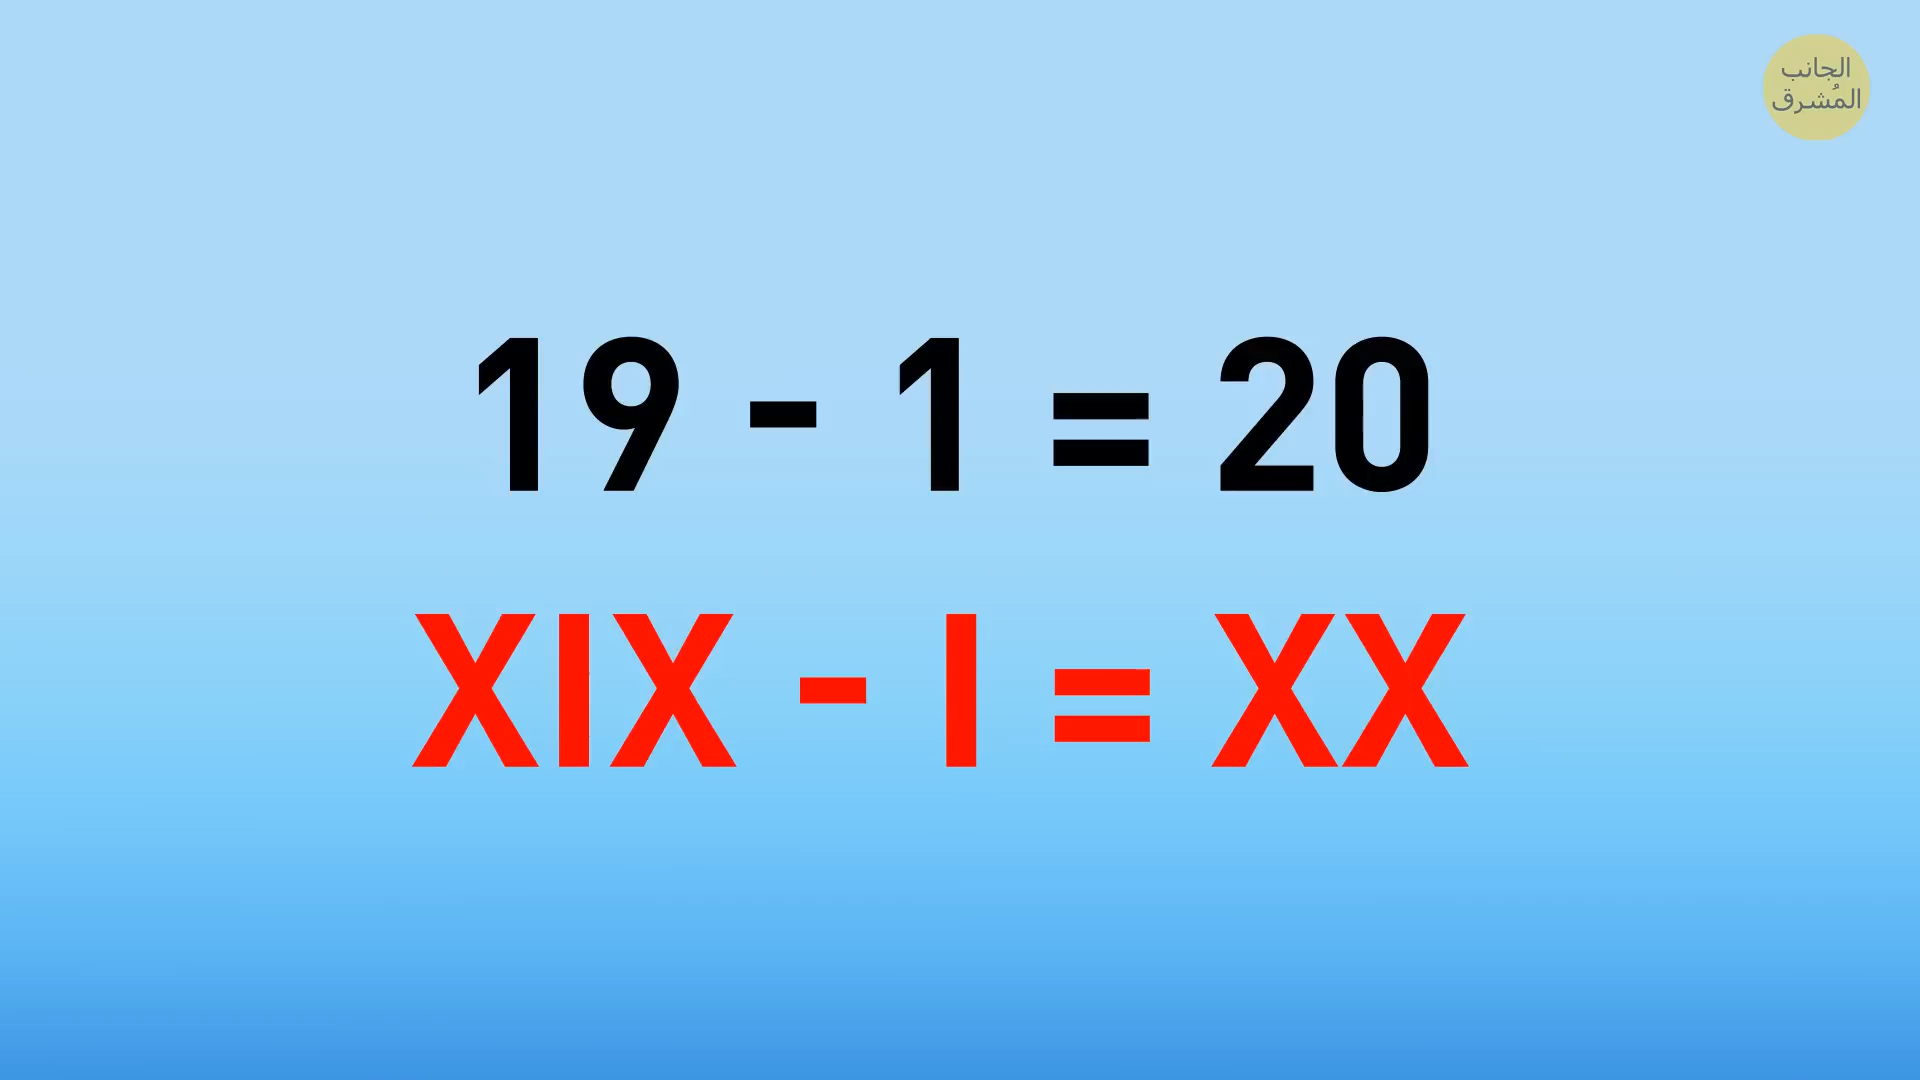 الجانب
المُشرق
19 - 1 = 20
XIX - I = XX